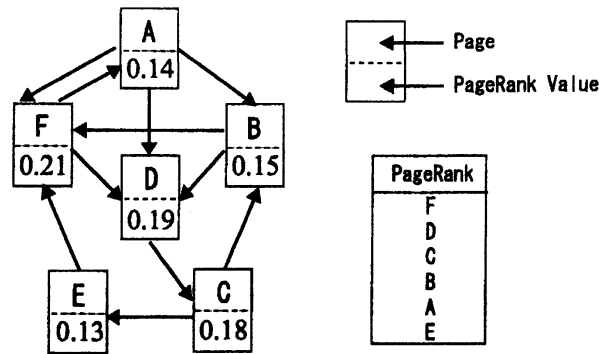 A
0.14
Page
PageRank Value
F
0.21
B
0.15
D
0.19
PageRank
F
D
C
B
A
E
E
0.13
C
0.18